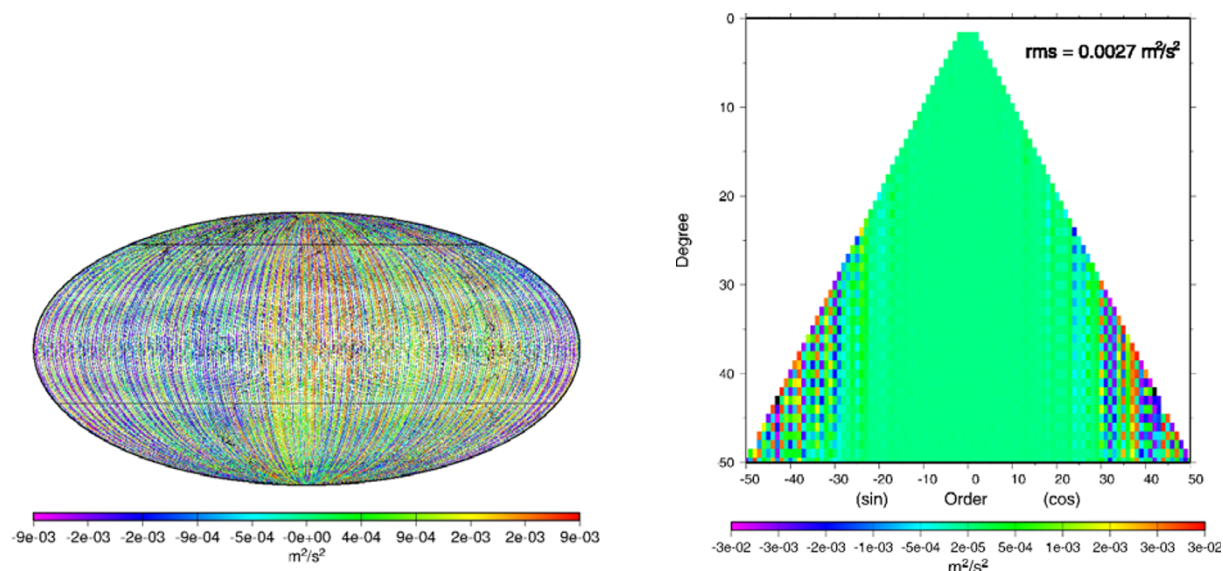 0
10
20
30
40
50
Degree
rms = 0.0027 m²/s²
-50 -40 -30 -20 -10 0 10 20 30 40 50
(sin) Order (cos)
-9e-03 -2e-03 -2e-03 -9e-04 -5e-04 -0e+00 4e-04 9e-04 2e-03 2e-03 9e-03
m²/s²
-3e-02 -3e-03 -2e-03 -1e-03 -5e-04 2e-05 5e-04 1e-03 2e-03 3e-03 3e-02
m²/s²